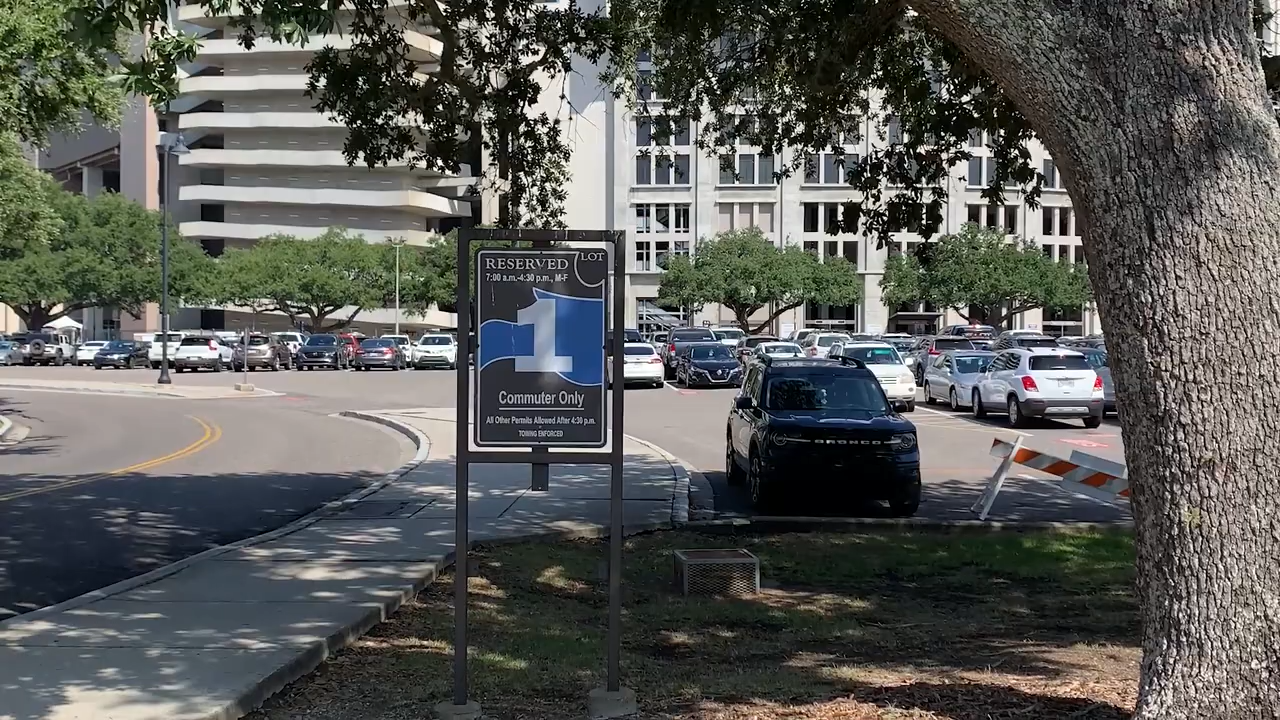 RESERVED LOT
7:00 a.m.-4:30 p.m., M-F
1
Commuter Only
All Other Permits Allowed After 4:30 p.m.
TOWING ENFORCED
BRONCO